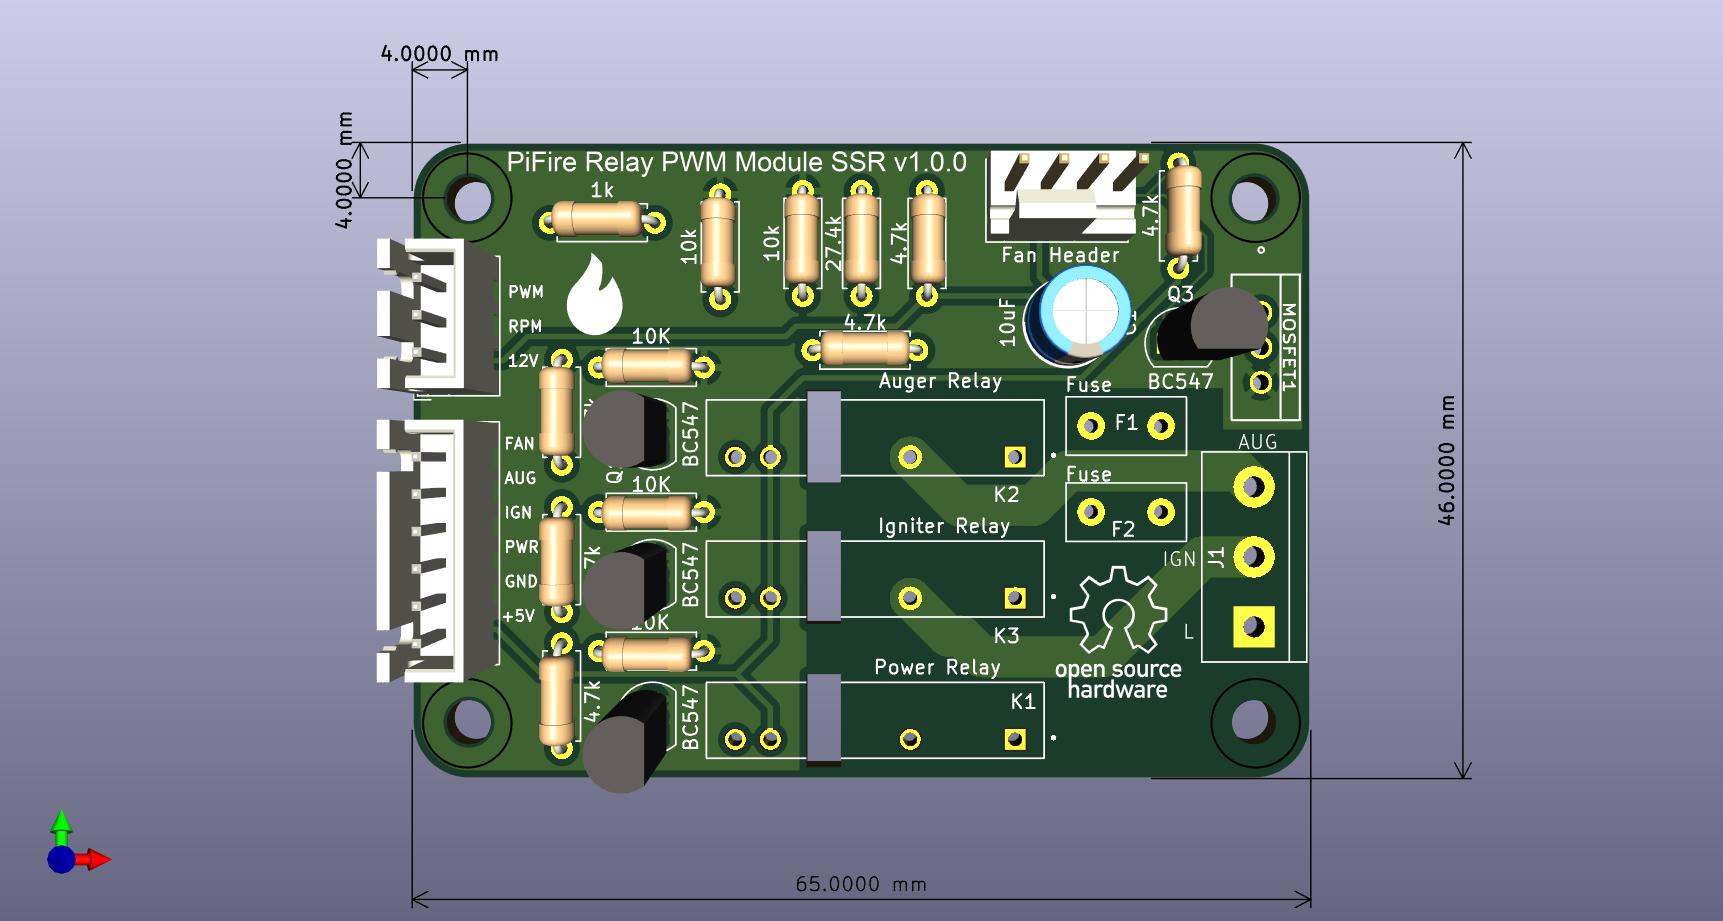 4.0000 mm
4.0000 mm
PiFire Relay PWM Module SSR v1.0.0
1k
10k
10k
27.4k
4.7k
4.7k
Fan Header
PWM
RPM
12V
10K
4.7k
10uF
Q3
BC547
MOSFET1
Auger Relay
Fuse
F1
FAN
AUG
BC547
K2
AUG
Fuse
F2
10K
IGN
PWR
GND
+5V
Igniter Relay
BC547
K3
IGN
J1
L
open source
hardware
4.7k
BC547
Power Relay
K1
46.0000 mm
65.0000 mm